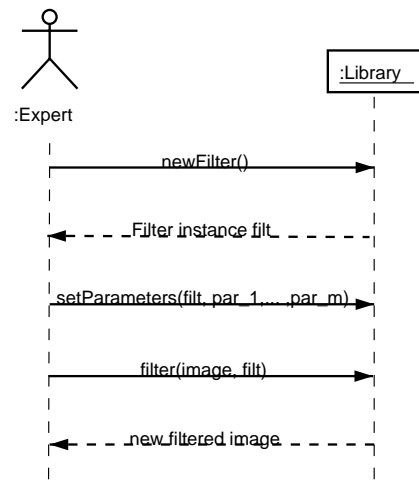 :Library
:Expert
newFilter()
Filter instance filt
setParameters(filt, par_1,... ,par_m)
filter(image, filt)
new filtered image